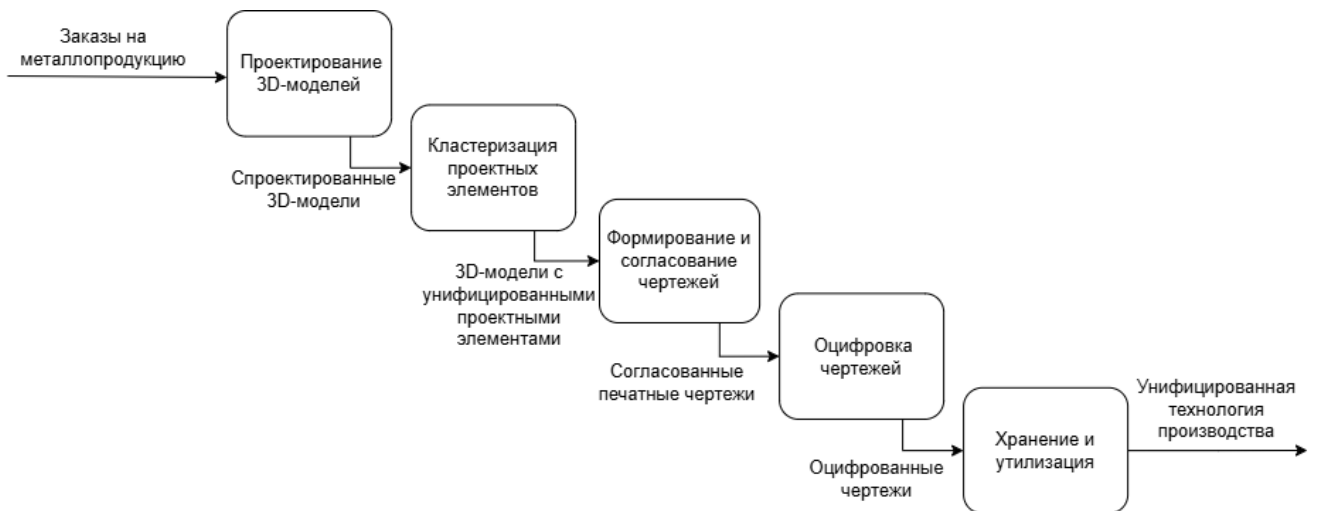 Заказы на
металлопродукцию
Проектирование
3D-моделей
Спроектированные
3D-модели
Кластеризация
проектных
элементов
3D-модели с
унифицированными
проектными
элементами
Формирование и
согласование
чертежей
Согласованные
печатные чертежи
Оцифровка
чертежей
Оцифрованные
чертежи
Хранение и
утилизация
Унифицированная
технология
производства